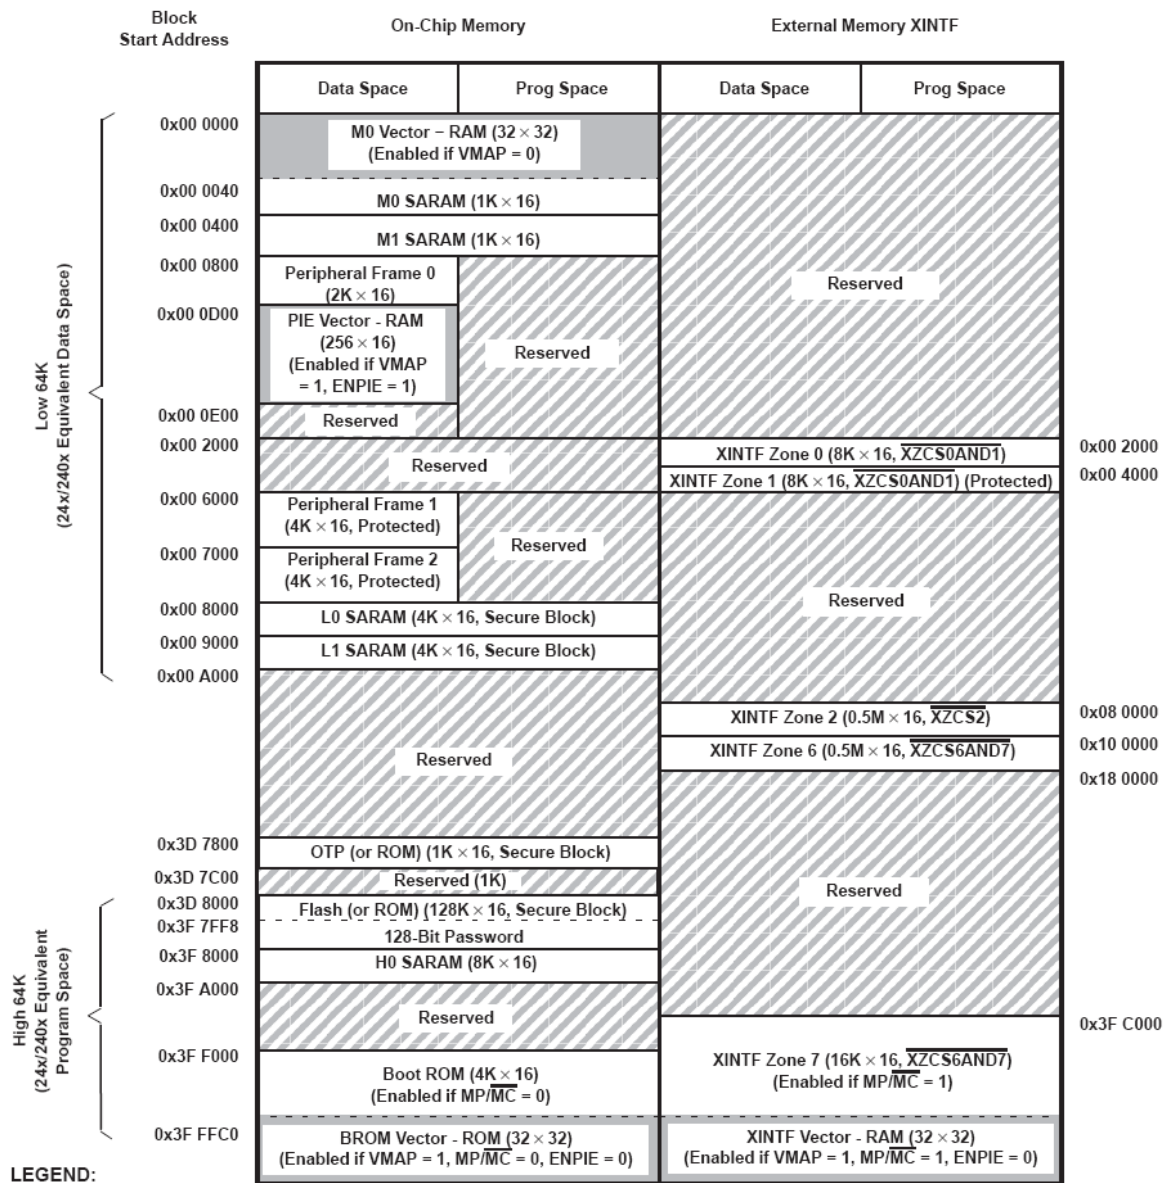 Block
Start Address
On-Chip Memory
External Memory XINTF
Data Space
Prog Space
Data Space
Prog Space
Low 64K
(24x/240x Equivalent Data Space)
0x00 0000
M0 Vector – RAM (32 × 32)
(Enabled if VMAP = 0)
0x00 0040
M0 SARAM (1K × 16)
0x00 0400
M1 SARAM (1K × 16)
0x00 0800
Peripheral Frame 0
(2K × 16)
0x00 0D00
PIE Vector - RAM
(256 × 16)
(Enabled if VMAP
= 1, ENPIE = 1)
Reserved
Reserved
0x00 0E00
Reserved
0x00 2000
Reserved
XINTF Zone 0 (8K × 16, XZCS0AND1)
0x00 2000
XINTF Zone 1 (8K × 16, XZCS0AND1) (Protected)
0x00 4000
0x00 6000
Peripheral Frame 1
(4K × 16, Protected)
Reserved
0x00 7000
Peripheral Frame 2
(4K × 16, Protected)
Reserved
0x00 8000
L0 SARAM (4K × 16, Secure Block)
0x00 9000
L1 SARAM (4K × 16, Secure Block)
0x00 A000
Reserved
XINTF Zone 2 (0.5M × 16, XZCS2)
0x08 0000
XINTF Zone 6 (0.5M × 16, XZCS6AND7)
0x10 0000
0x18 0000
High 64K
(24x/240x Equivalent
Program Space)
0x3D 7800
OTP (or ROM) (1K × 16, Secure Block)
0x3D 7C00
Reserved (1K)
0x3D 8000
Flash (or ROM) (128K × 16, Secure Block)
Reserved
0x3F 7FF8
128-Bit Password
0x3F 8000
H0 SARAM (8K × 16)
0x3F A000
Reserved
0x3F C000
0x3F F000
Boot ROM (4K × 16)
(Enabled if MP/MC = 0)
XINTF Zone 7 (16K × 16, XZCS6AND7)
(Enabled if MP/MC = 1)
0x3F FFC0
BROM Vector - ROM (32 × 32)
(Enabled if VMAP = 1, MP/MC = 0, ENPIE = 0)
XINTF Vector - RAM (32 × 32)
(Enabled if VMAP = 1, MP/MC = 1, ENPIE = 0)
LEGEND: